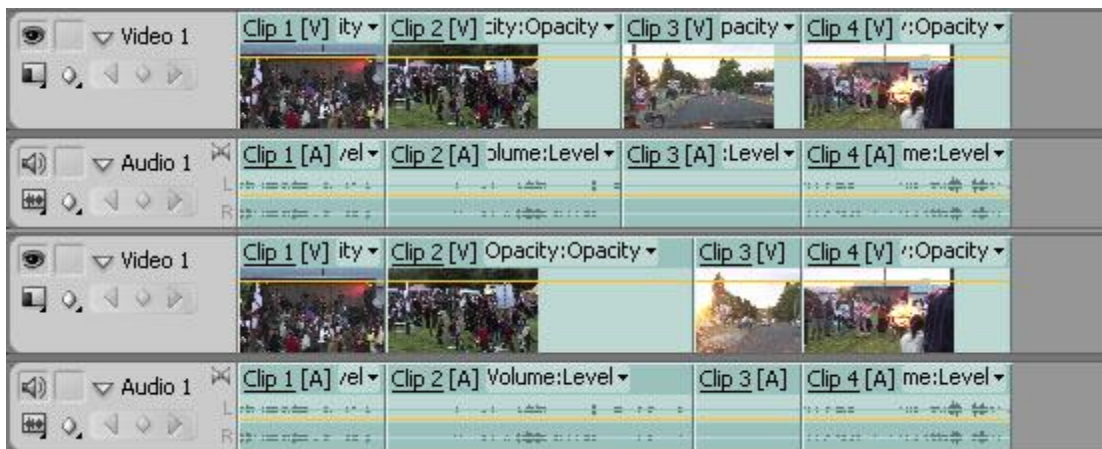 Video 1 Clip 1 [V] ity Clip 2 [V] city:Opacity Clip 3 [V] pacity Clip 4 [V] y:Opacity
Audio 1 Clip 1 [A] vel Clip 2 [A] olume:Level Clip 3 [A] :Level Clip 4 [A] me:Level
L
R
Video 1 Clip 1 [V] ity Clip 2 [V] Opacity:Opacity Clip 3 [V] Clip 4 [V] y:Opacity
Audio 1 Clip 1 [A] vel Clip 2 [A] Volume:Level Clip 3 [A] Clip 4 [A] me:Level
L
R